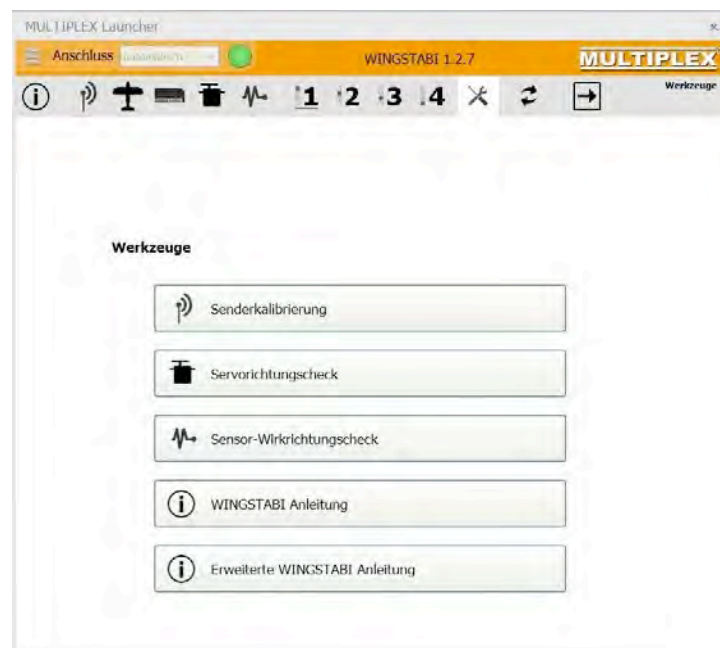 MULTIPLEX Launcher
Anschluss
WINGSTABI 1.2.7
MULTIPLEX
1 2 3 4
Werkzeuge
Werkzeuge
Senderkalibrierung
Servorichtungscheck
Sensor-Wirkrichtungscheck
WINGSTABI Anleitung
Erweiterte WINGSTABI Anleitung